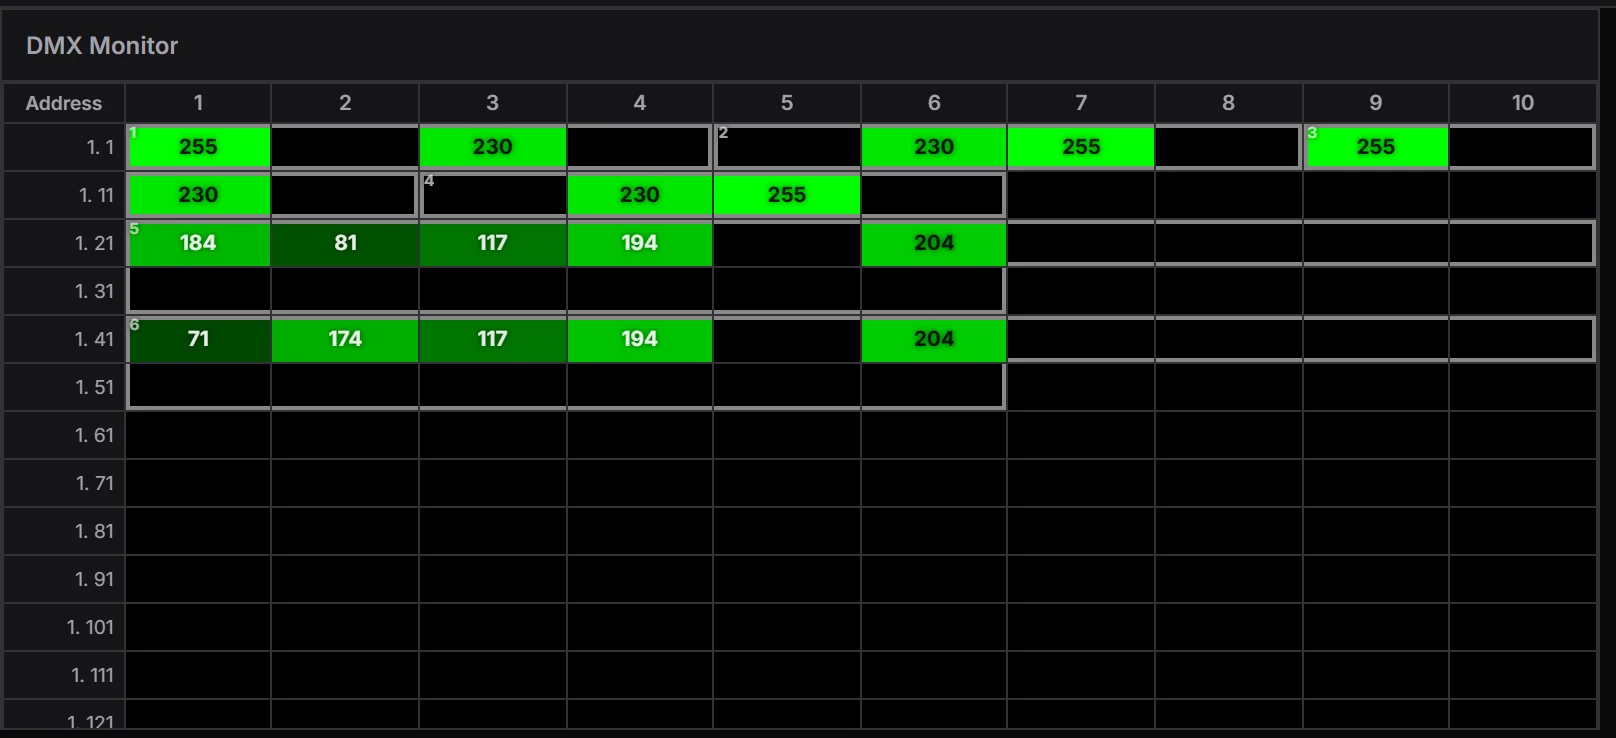 DMX Monitor
Address 1 2 3 4 5 6 7 8 9 10
1. 1 1 255 230 2 230 255 3 255
1. 11 230 4 230 255
1. 21 5 184 81 117 194 204
1. 31
1. 41 6 71 174 117 194 204
1. 51
1. 61
1. 71
1. 81
1. 91
1. 101
1. 111
1. 121